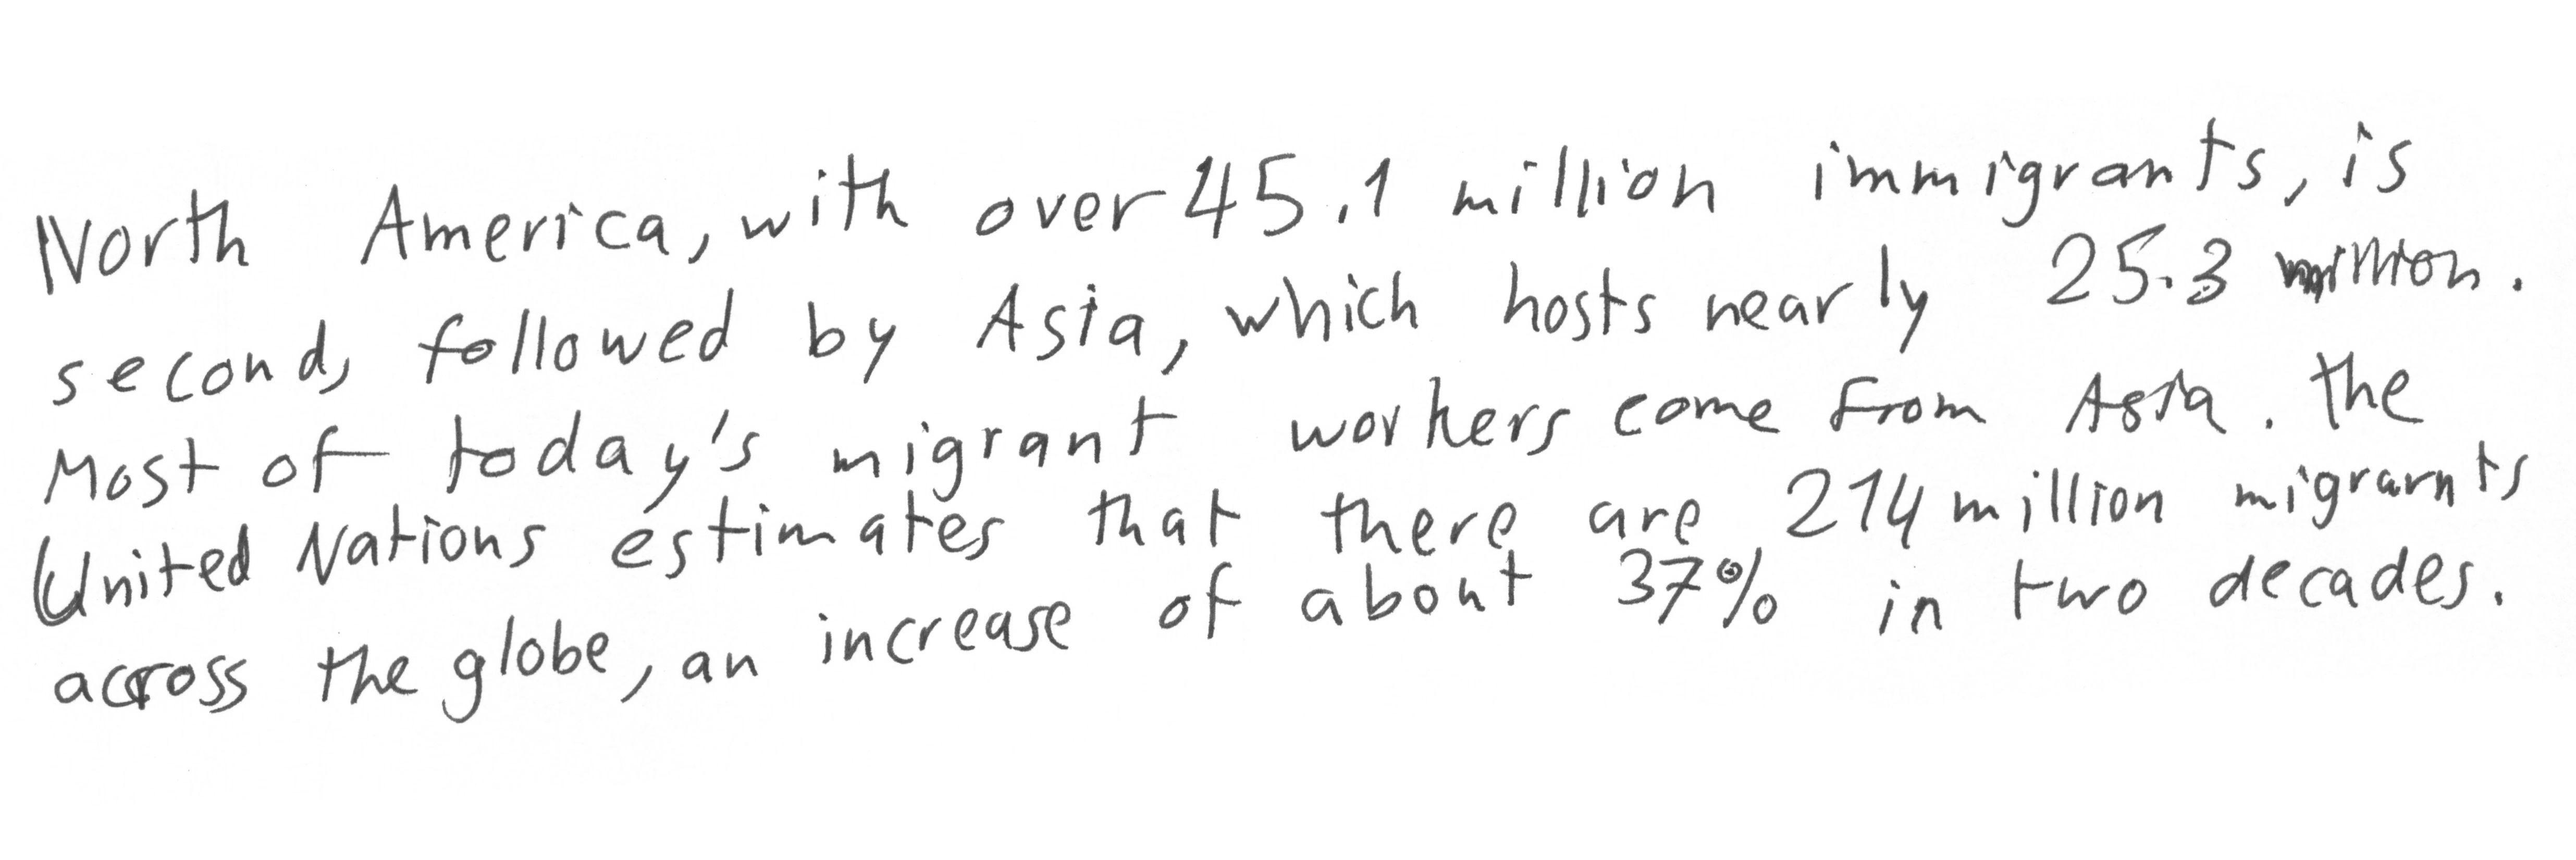 North America, with over 45.1 million immigrants, is
second, followed by Asia, which hosts nearly 25.3 million.
Most of today's migrant workers come from Asia. the
United Nations estimates that there are 214 million migrants
across the globe, an increase of about 37% in two decades.